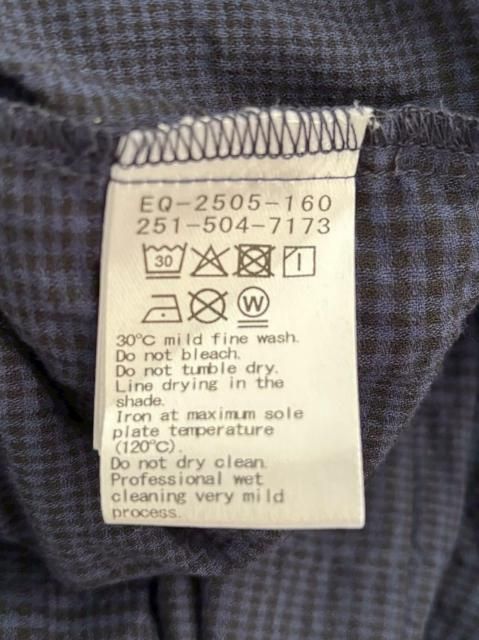 EQ-2505-160
251-504-7173
30
W
30℃ mild fine wash.
Do not bleach.
Do not tumble dry.
Line drying in the
shade.
Iron at maximum sole
plate temperature
(120℃).
Do not dry clean.
Professional wet
cleaning very mild
process.